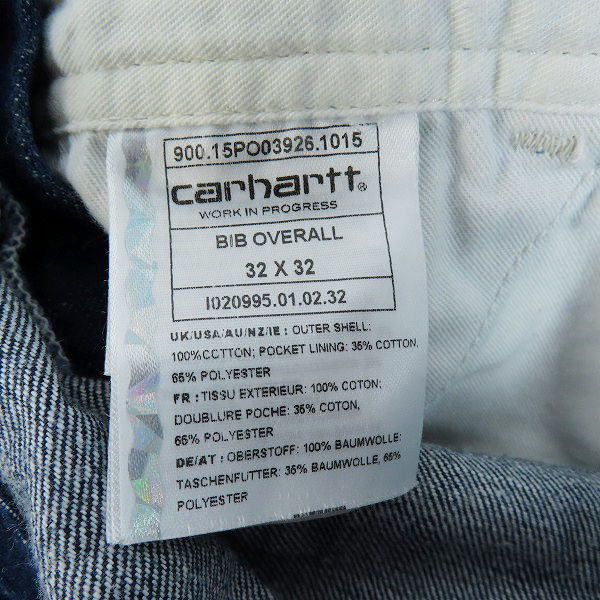 900.15PO03926.1015
carhartt®
WORK IN PROGRESS
BIB OVERALL
32 X 32
I020995.01.02.32
UK/USA/AU/NZ/IE : OUTER SHELL:
100%COTTON; POCKET LINING: 35% COTTON,
65% POLYESTER
FR : TISSU EXTERIEUR: 100% COTON;
DOUBLURE POCHE: 35% COTON,
65% POLYESTER
DE/AT : OBERSTOFF: 100% BAUMWOLLE;
TASCHENFUTTER: 35% BAUMWOLLE, 65%
POLYESTER